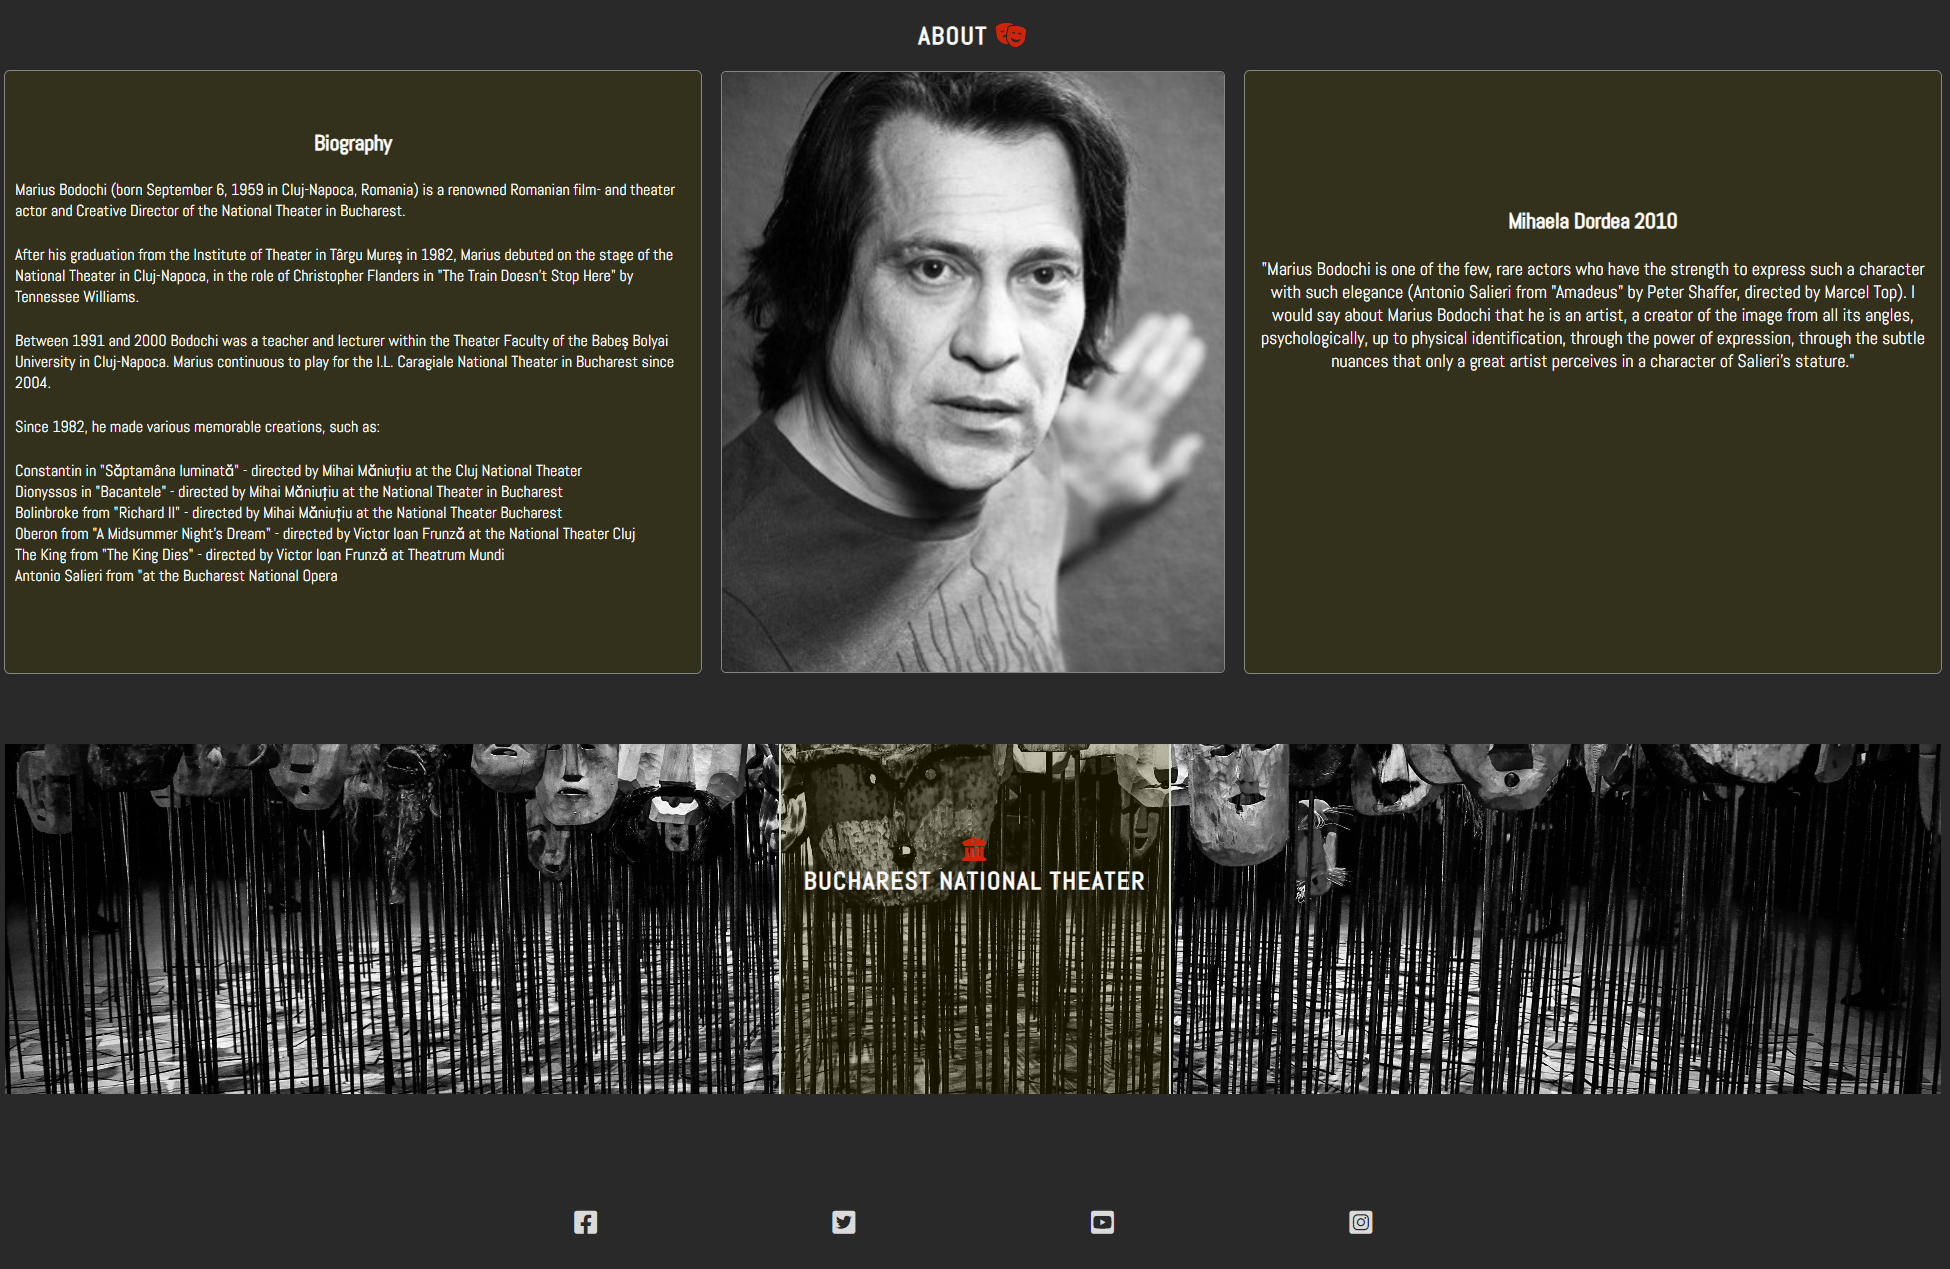 ABOUT
Biography
Marius Bodochi (born September 6, 1959 in Cluj-Napoca, Romania) is a renowned Romanian film- and theater
actor and Creative Director of the National Theater in Bucharest.
After his graduation from the Institute of Theater in Târgu Mureș in 1982, Marius debuted on the stage of the
National Theater in Cluj-Napoca, in the role of Christopher Flanders in "The Train Doesn't Stop Here" by
Tennessee Williams.
Between 1991 and 2000 Bodochi was a teacher and lecturer within the Theater Faculty of the Babeș Bolyai
University in Cluj-Napoca. Marius continuous to play for the I.L. Caragiale National Theater in Bucharest since
2004.
Since 1982, he made various memorable creations, such as:
Constantin in "Săptamâna luminată" - directed by Mihai Măniuțiu at the Cluj National Theater
Dionyssos in "Bacantele" - directed by Mihai Măniuțiu at the National Theater in Bucharest
Bolinbroke from "Richard II" - directed by Mihai Măniuțiu at the National Theater Bucharest
Oberon from "A Midsummer Night's Dream" - directed by Victor Ioan Frunză at the National Theater Cluj
The King from "The King Dies" - directed by Victor Ioan Frunză at Theatrum Mundi
Antonio Salieri from "at the Bucharest National Opera
Mihaela Dordea 2010
"Marius Bodochi is one of the few, rare actors who have the strength to express such a character
with such elegance (Antonio Salieri from "Amadeus" by Peter Shaffer, directed by Marcel Top). I
would say about Marius Bodochi that he is an artist, a creator of the image from all its angles,
psychologically, up to physical identification, through the power of expression, through the subtle
nuances that only a great artist perceives in a character of Salieri's stature."
BUCHAREST NATIONAL THEATER